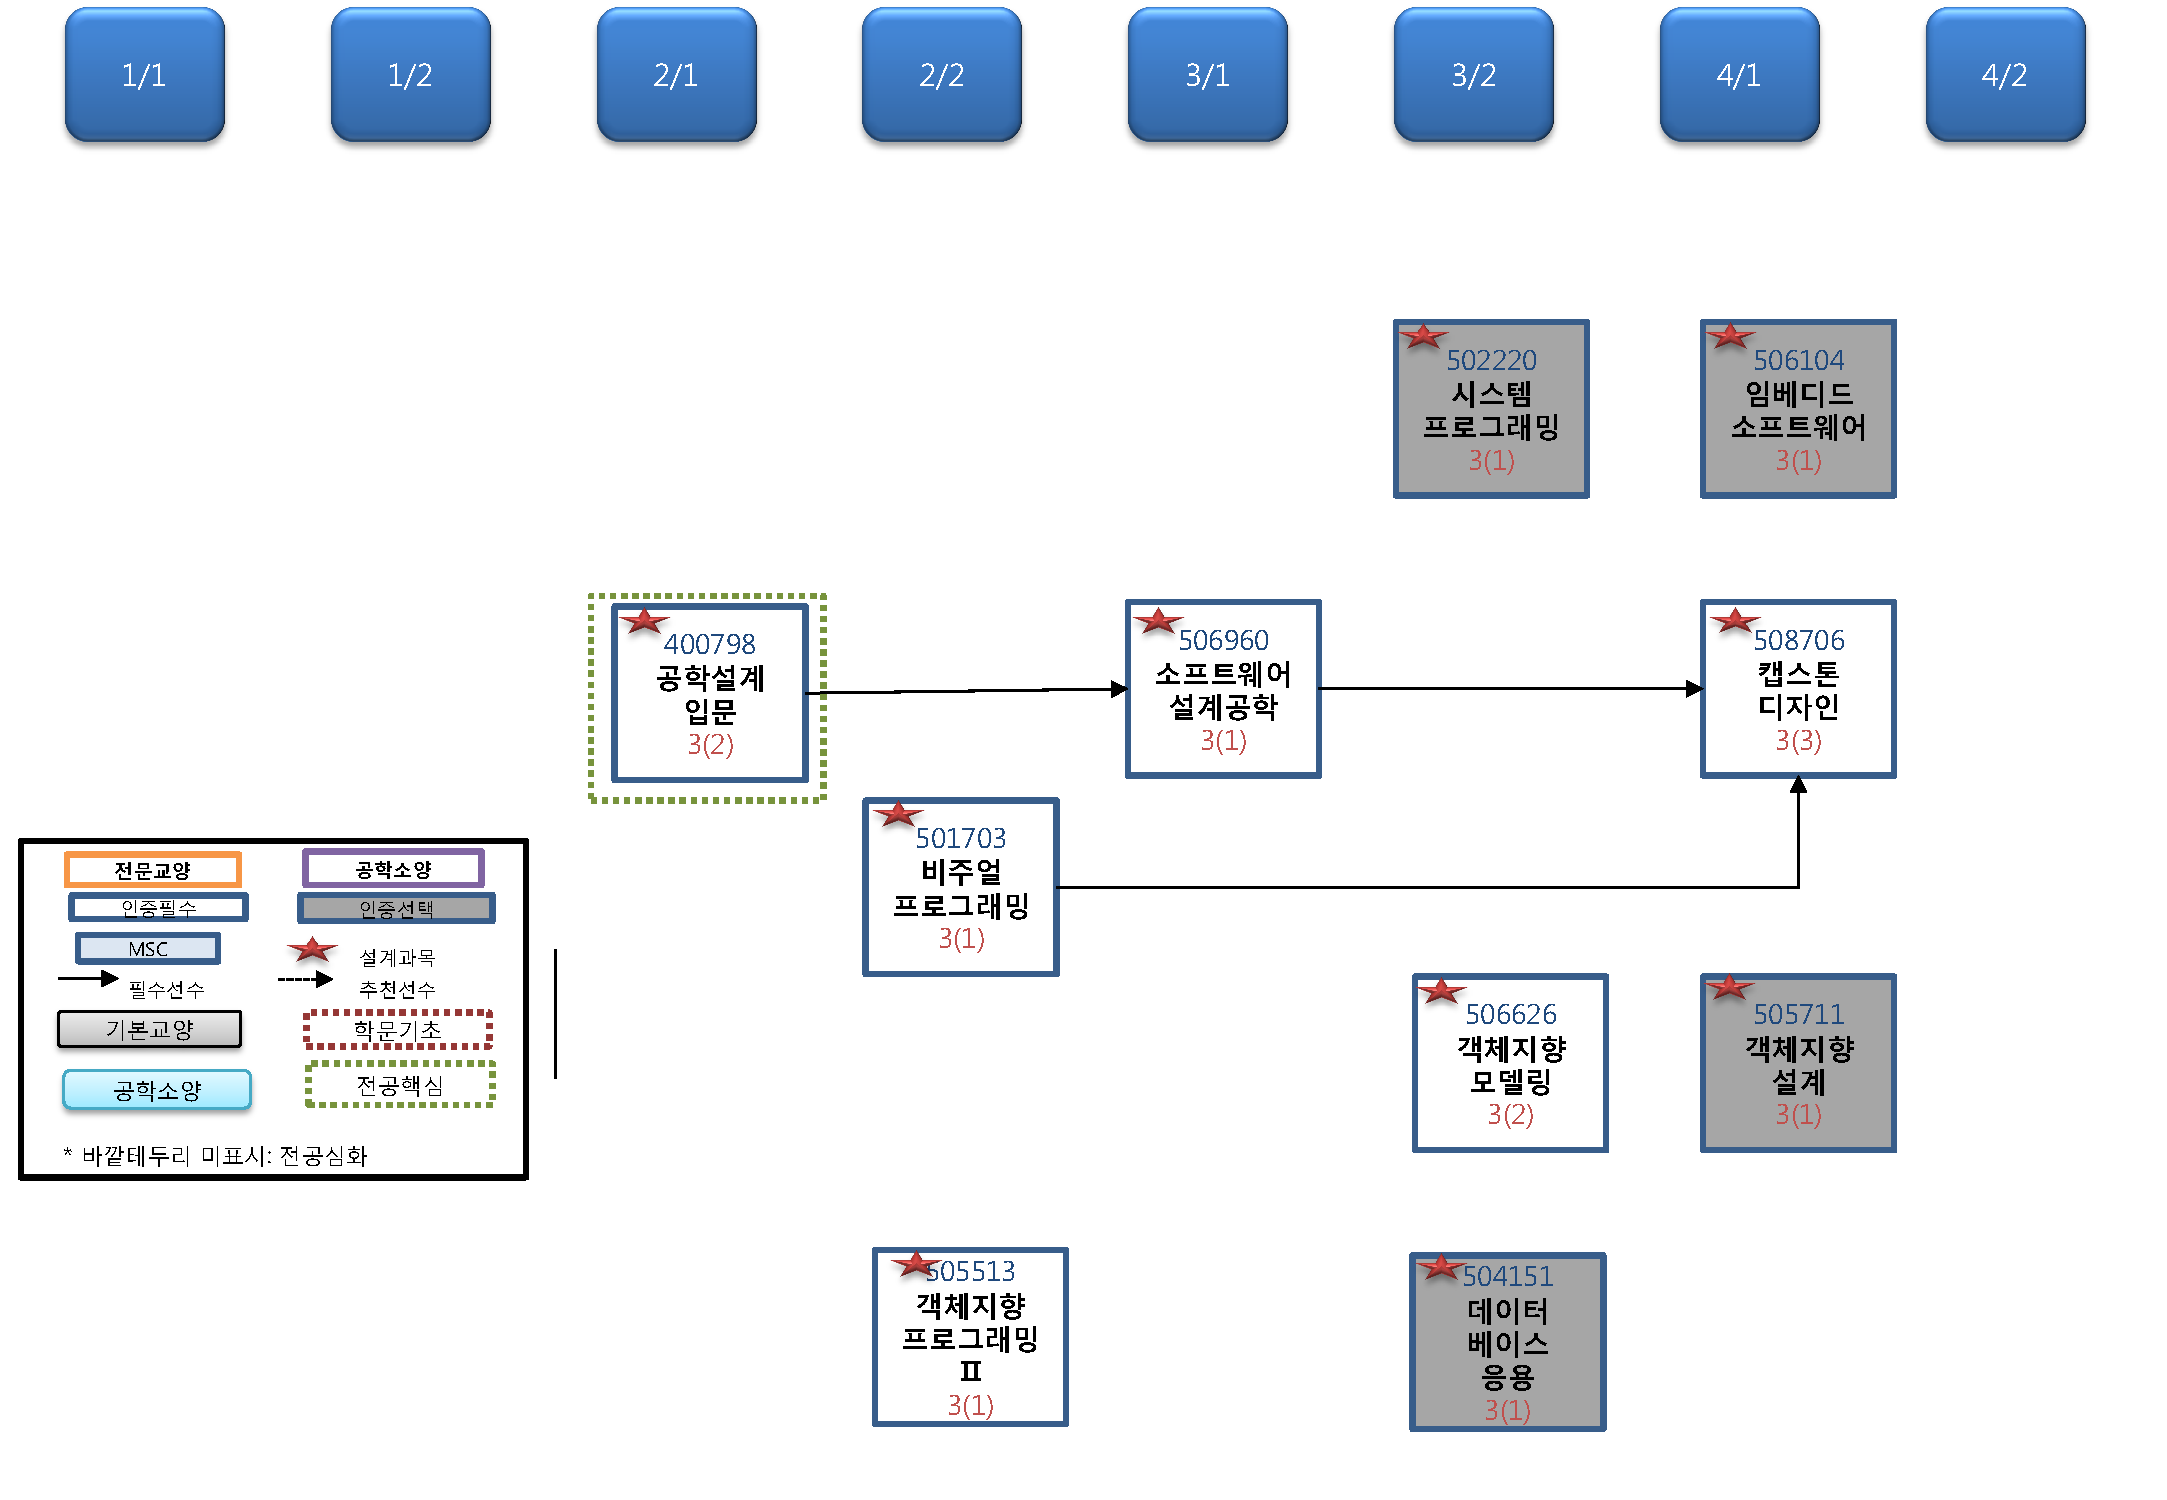 1/1
1/2
2/1
2/2
3/1
3/2
4/1
4/2
502220
시스템
프로그래밍
3(1)
506104
임베디드
소프트웨어
3(1)
400798
공학설계
입문
3(2)
506960
소프트웨어
설계공학
3(1)
508706
캡스톤
디자인
3(3)
501703
비주얼
프로그래밍
3(1)
전문교양
공학소양
인증필수
인증선택
MSC
설계과목
필수선수
추천선수
기본교양
학문기초
공학소양
전공핵심
* 바깥테두리 미표시: 전공심화
506626
객체지향
모델링
3(2)
505711
객체지향
설계
3(1)
505513
객체지향
프로그래밍
Ⅱ
3(1)
504151
데이터
베이스
응용
3(1)